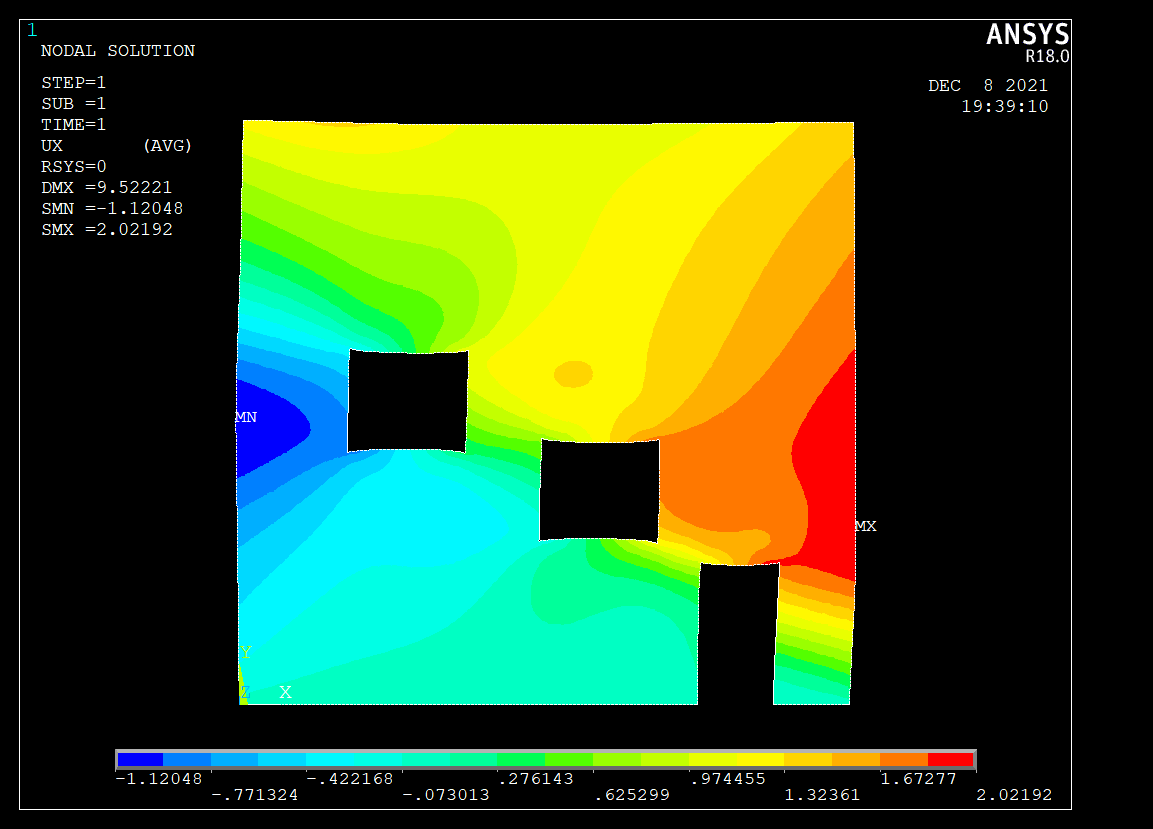 1
ANSYS
R18.0
NODAL SOLUTION
DEC 8 2021
19:39:10
STEP=1
SUB =1
TIME=1
UX (AVG)
RSYS=0
DMX =9.52221
SMN =-1.12048
SMX =2.02192
MN
MX
Y
Z X
-1.12048 -.422168 .276143 .974455 1.67277
-.771324 -.073013 .625299 1.32361 2.02192